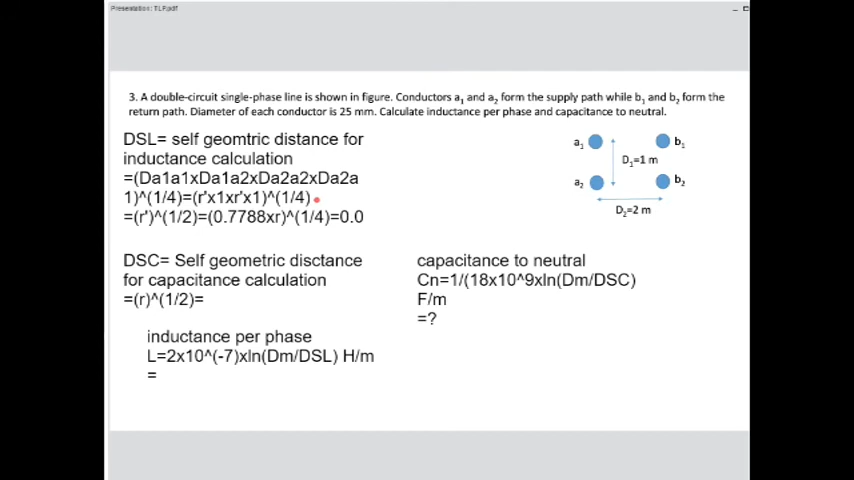 Presentation: TLP.pdf
3. A double-circuit single-phase line is shown in figure. Conductors a1 and a2 form the supply path while b1 and b2 form the
return path. Diameter of each conductor is 25 mm. Calculate inductance per phase and capacitance to neutral.
DSL= self geomtric distance for
inductance calculation
=(Da1a1xDa1a2xDa2a2xDa2a
1)^(1/4)=(r'x1xr'x1)^(1/4)
=(r')^(1/2)=(0.7788xr)^(1/4)=0.0
a1
b1
D1=1 m
a2
b2
D2=2 m
DSC= Self geometric disctance
for capacitance calculation
=(r)^(1/2)=
capacitance to neutral
Cn=1/(18x10^9xln(Dm/DSC)
F/m
=?
inductance per phase
L=2x10^(-7)xln(Dm/DSL) H/m
=